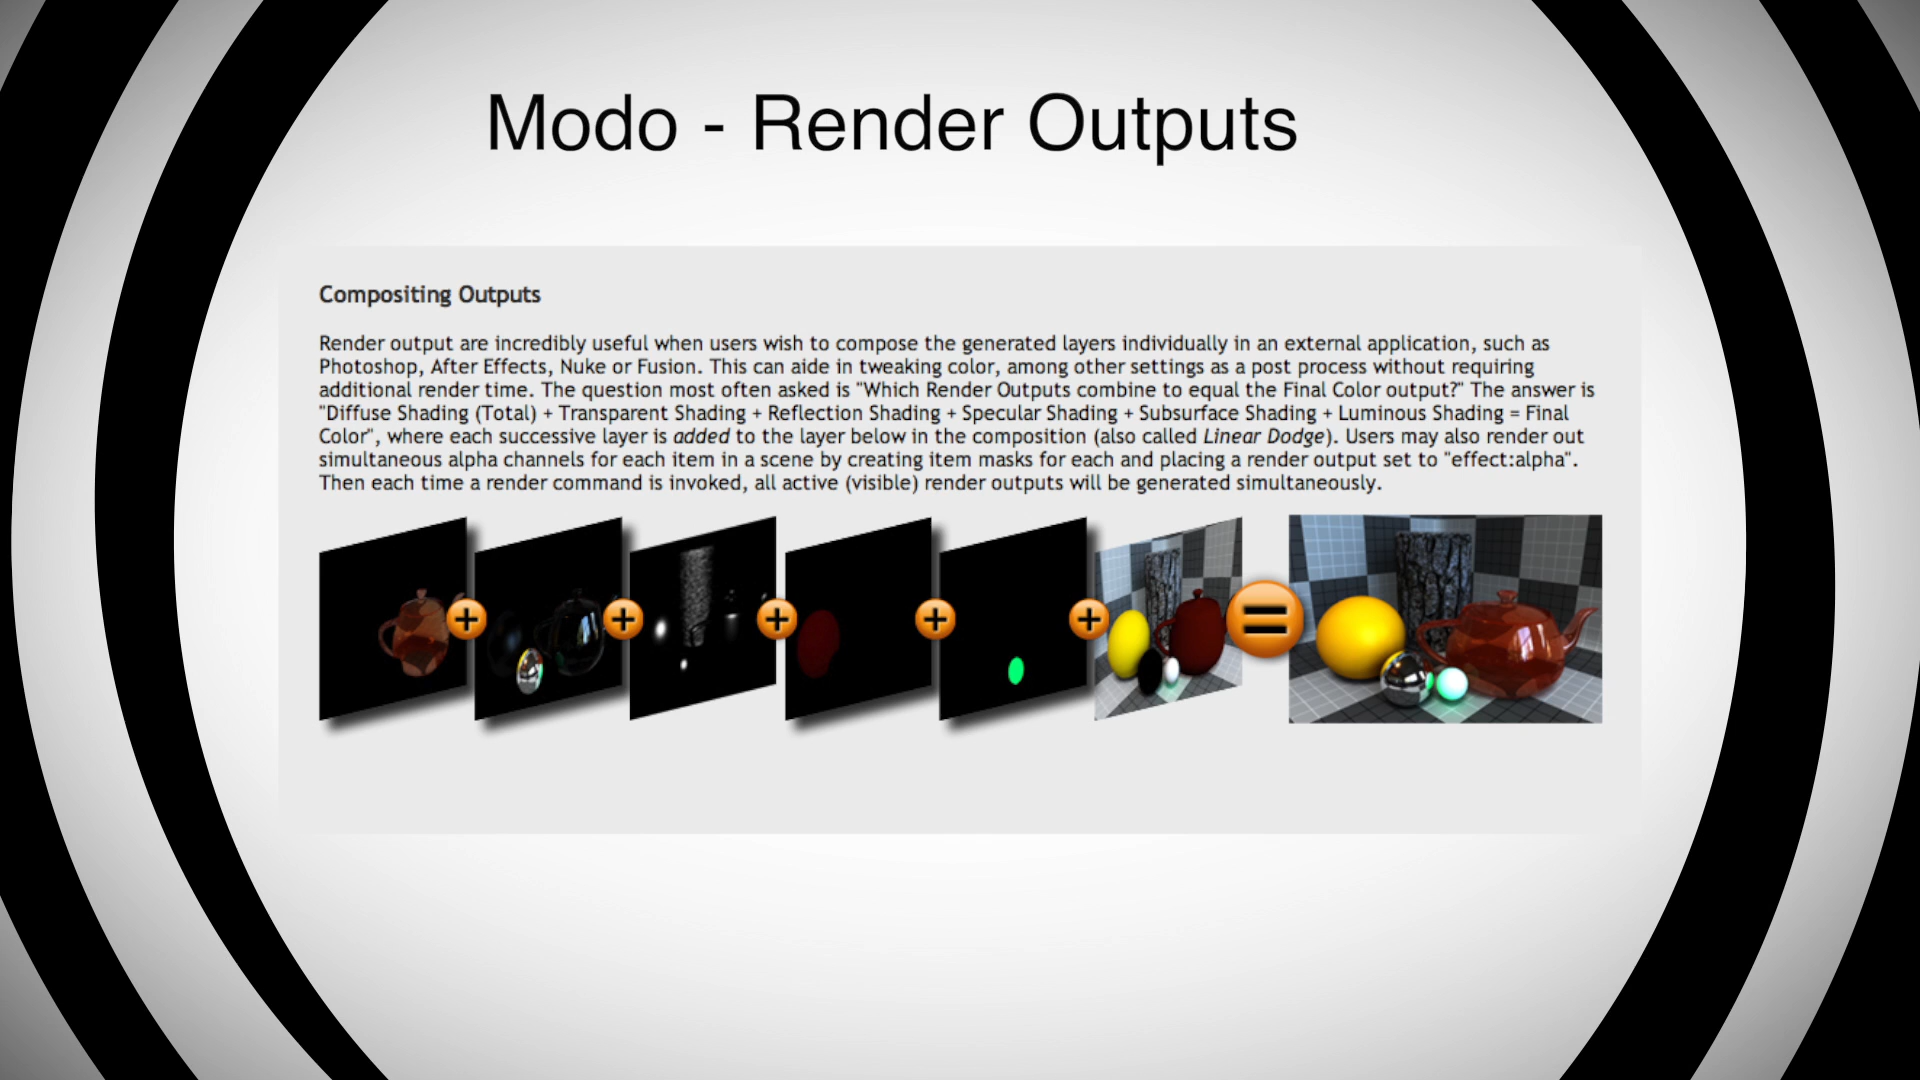 Modo - Render Outputs
Compositing Outputs
Render output are incredibly useful when users wish to compose the generated layers individually in an external application, such as
Photoshop, After Effects, Nuke or Fusion. This can aide in tweaking color, among other settings as a post process without requiring
additional render time. The question most often asked is "Which Render Outputs combine to equal the Final Color output?" The answer is
"Diffuse Shading (Total) + Transparent Shading + Reflection Shading + Specular Shading + Subsurface Shading + Luminous Shading = Final
Color", where each successive layer is added to the layer below in the composition (also called Linear Dodge). Users may also render out
simultaneous alpha channels for each item in a scene by creating item masks for each and placing a render output set to "effect:alpha".
Then each time a render command is invoked, all active (visible) render outputs will be generated simultaneously.
+ + + + + =